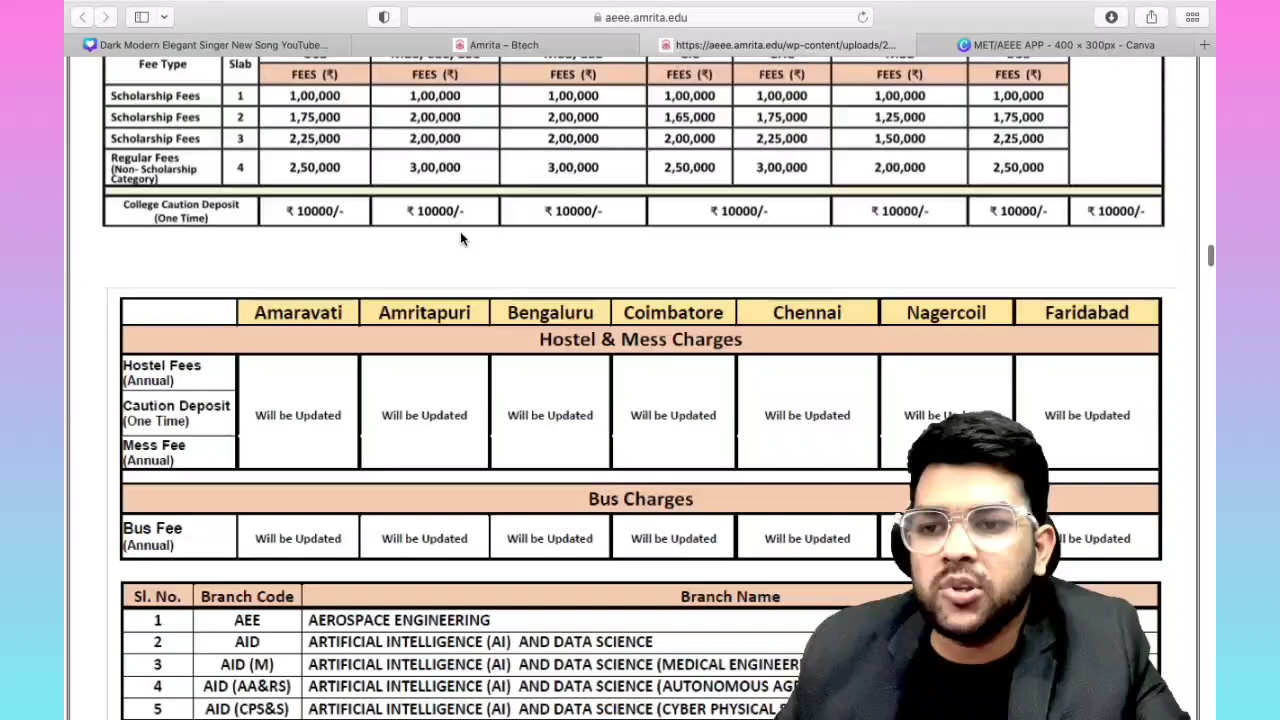 aeee.amrita.edu
Dark Modern Elegant Singer New Song YouTube...
Amrita – Btech
https://aeee.amrita.edu/wp-content/uploads/2...
MET/AEEE APP - 400 × 300px - Canva
Fee Type Slab
FEES (₹) FEES (₹) FEES (₹) FEES (₹) FEES (₹) FEES (₹) FEES (₹)
Scholarship Fees 1 1,00,000 1,00,000 1,00,000 1,00,000 1,00,000 1,00,000 1,00,000
Scholarship Fees 2 1,75,000 2,00,000 2,00,000 1,65,000 1,75,000 1,25,000 1,75,000
Scholarship Fees 3 2,25,000 2,00,000 2,00,000 2,00,000 2,25,000 1,50,000 2,25,000
Regular Fees
(Non- Scholarship
Category)
4 2,50,000 3,00,000 3,00,000 2,50,000 3,00,000 2,00,000 2,50,000
College Caution Deposit
(One Time)
₹ 10000/- ₹ 10000/- ₹ 10000/- ₹ 10000/- ₹ 10000/- ₹ 10000/- ₹ 10000/-
Amaravati Amritapuri Bengaluru Coimbatore Chennai Nagercoil Faridabad
Hostel & Mess Charges
Hostel Fees
(Annual)
Caution Deposit
(One Time)
Will be Updated Will be Updated Will be Updated Will be Updated Will be Updated Will be Will be Updated
Mess Fee
(Annual)
Bus Charges
Bus Fee
(Annual)
Will be Updated Will be Updated Will be Updated Will be Updated Will be Updated Updated
Sl. No. Branch Code Branch Name
1 AEE AEROSPACE ENGINEERING
2 AID ARTIFICIAL INTELLIGENCE (AI) AND DATA SCIENCE
3 AID (M) ARTIFICIAL INTELLIGENCE (AI) AND DATA SCIENCE (MEDICAL
4 AID (AA&RS) ARTIFICIAL INTELLIGENCE (AI) AND DATA SCIENCE (AUTONOMOUS
5 AID (CPS&S) ARTIFICIAL INTELLIGENCE (AI) AND DATA SCIENCE (CYBER PHYSICAL